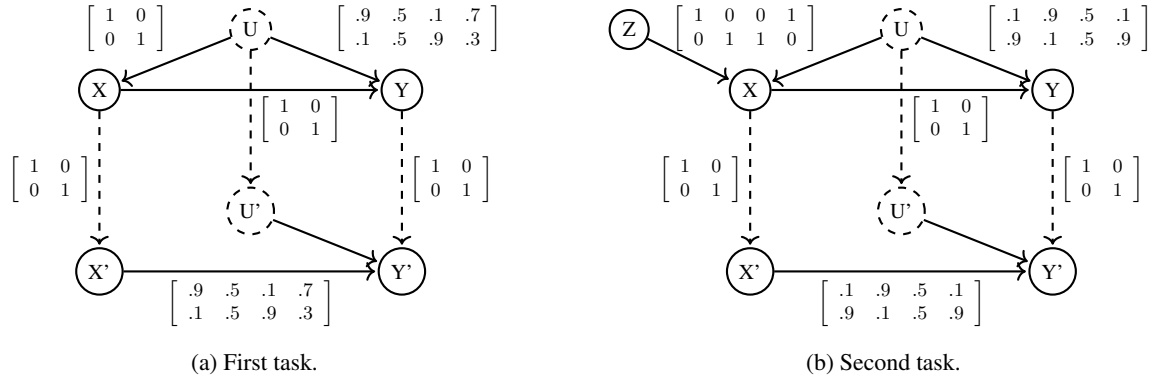 [ 1 0 U [ .9 .5 .1 .7
0 1 ] .1 .5 .9 .3 ]
X Y
[ 1 0
0 1 ]
[ 1 0 [ 1 0
0 1 ] 0 1 ]
U'
X' Y'
[ .9 .5 .1 .7
.1 .5 .9 .3 ]
(a) First task.
Z [ 1 0 0 1 U [ .1 .9 .5 .1
0 1 1 0 ] .9 .1 .5 .9 ]
X Y
[ 1 0
0 1 ]
[ 1 0 [ 1 0
0 1 ] 0 1 ]
U'
X' Y'
[ .1 .9 .5 .1
.9 .1 .5 .9 ]
(b) Second task.